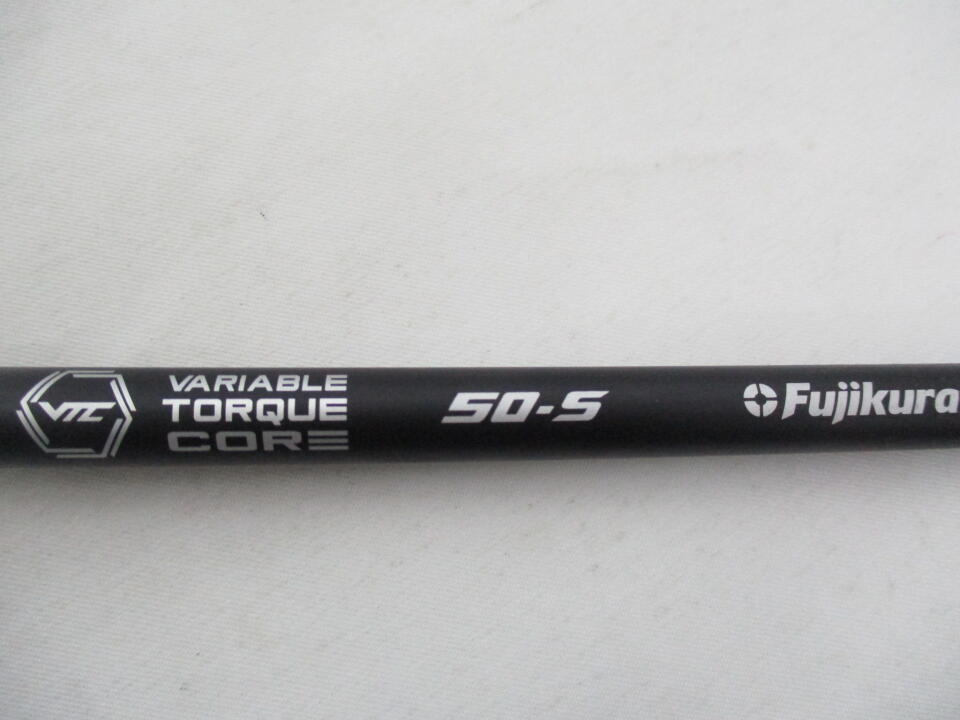 VTC
VARIABLE
TORQUE
CORE
50-S
Fujikura